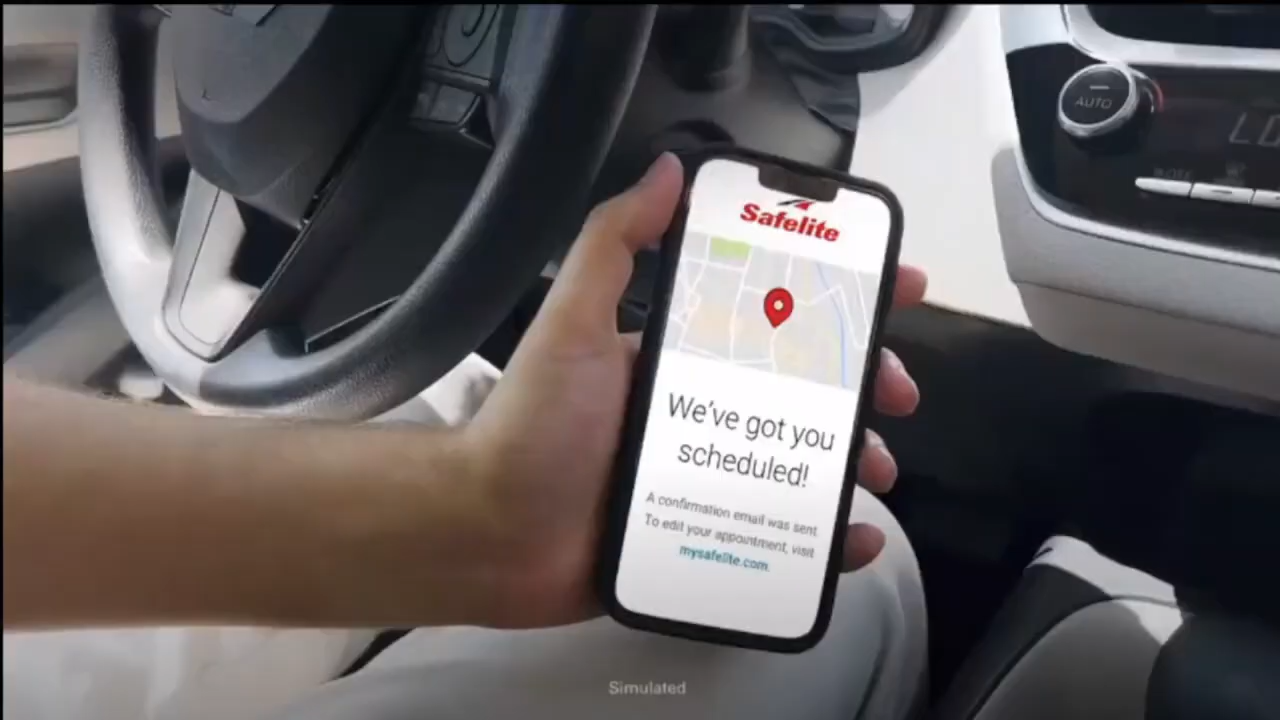 AUTO
Safelite
We've got you
scheduled!
A confirmation email was sent.
To edit your appointment, visit
mysafelite.com.
Simulated